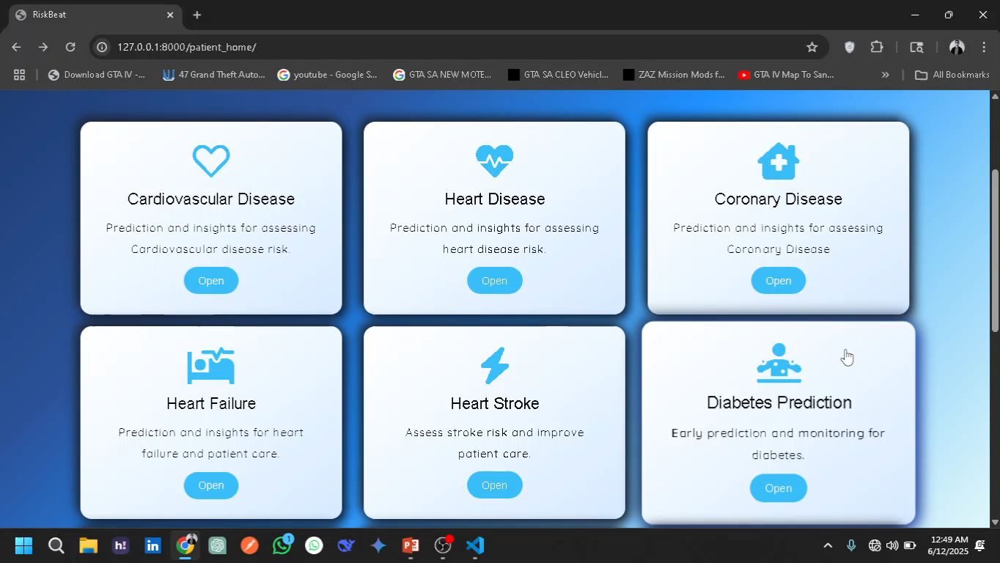 RiskBeat
127.0.0.1:8000/patient_home/
Download GTA IV -...
47 Grand Theft Auto...
youtube - Google S...
GTA SA NEW MOTE...
GTA SA CLEO Vehicl...
ZAZ Mission Mods f...
GTA IV Map To San...
All Bookmarks
Cardiovascular Disease
Prediction and insights for assessing
Cardiovascular disease risk.
Open
Heart Disease
Prediction and insights for assessing
heart disease risk.
Open
Coronary Disease
Prediction and insights for assessing
Coronary Disease
Open
Heart Failure
Prediction and insights for heart
failure and patient care.
Open
Heart Stroke
Assess stroke risk and improve
patient care.
Open
Diabetes Prediction
Early prediction and monitoring for
diabetes.
Open
h!
in
1
P
12:49 AM
6/12/2025